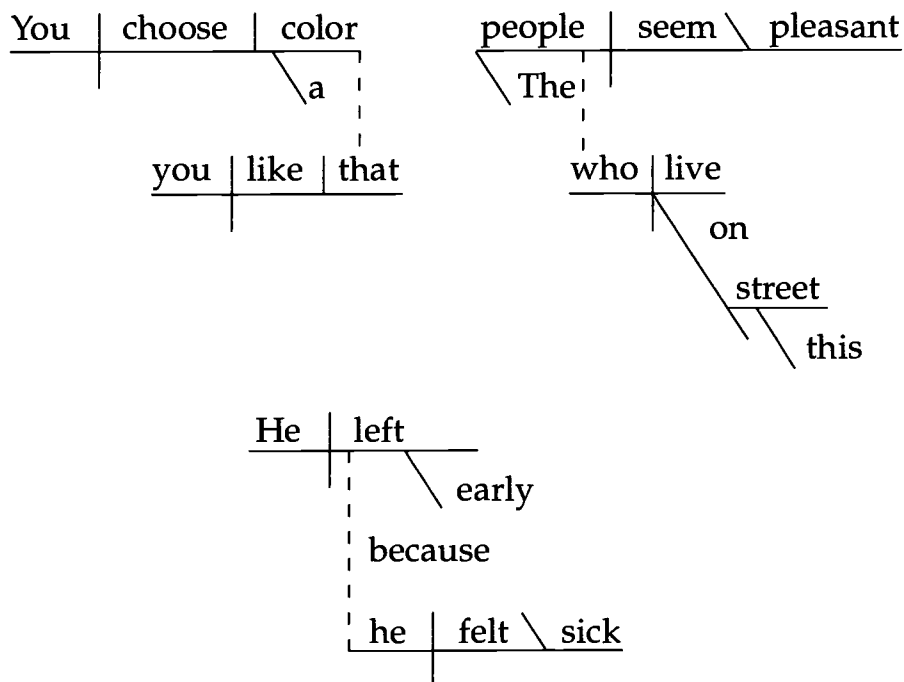 You choose color
a
you like that
people seem pleasant
The
who live
on
street
this
He left
early
because
he felt sick